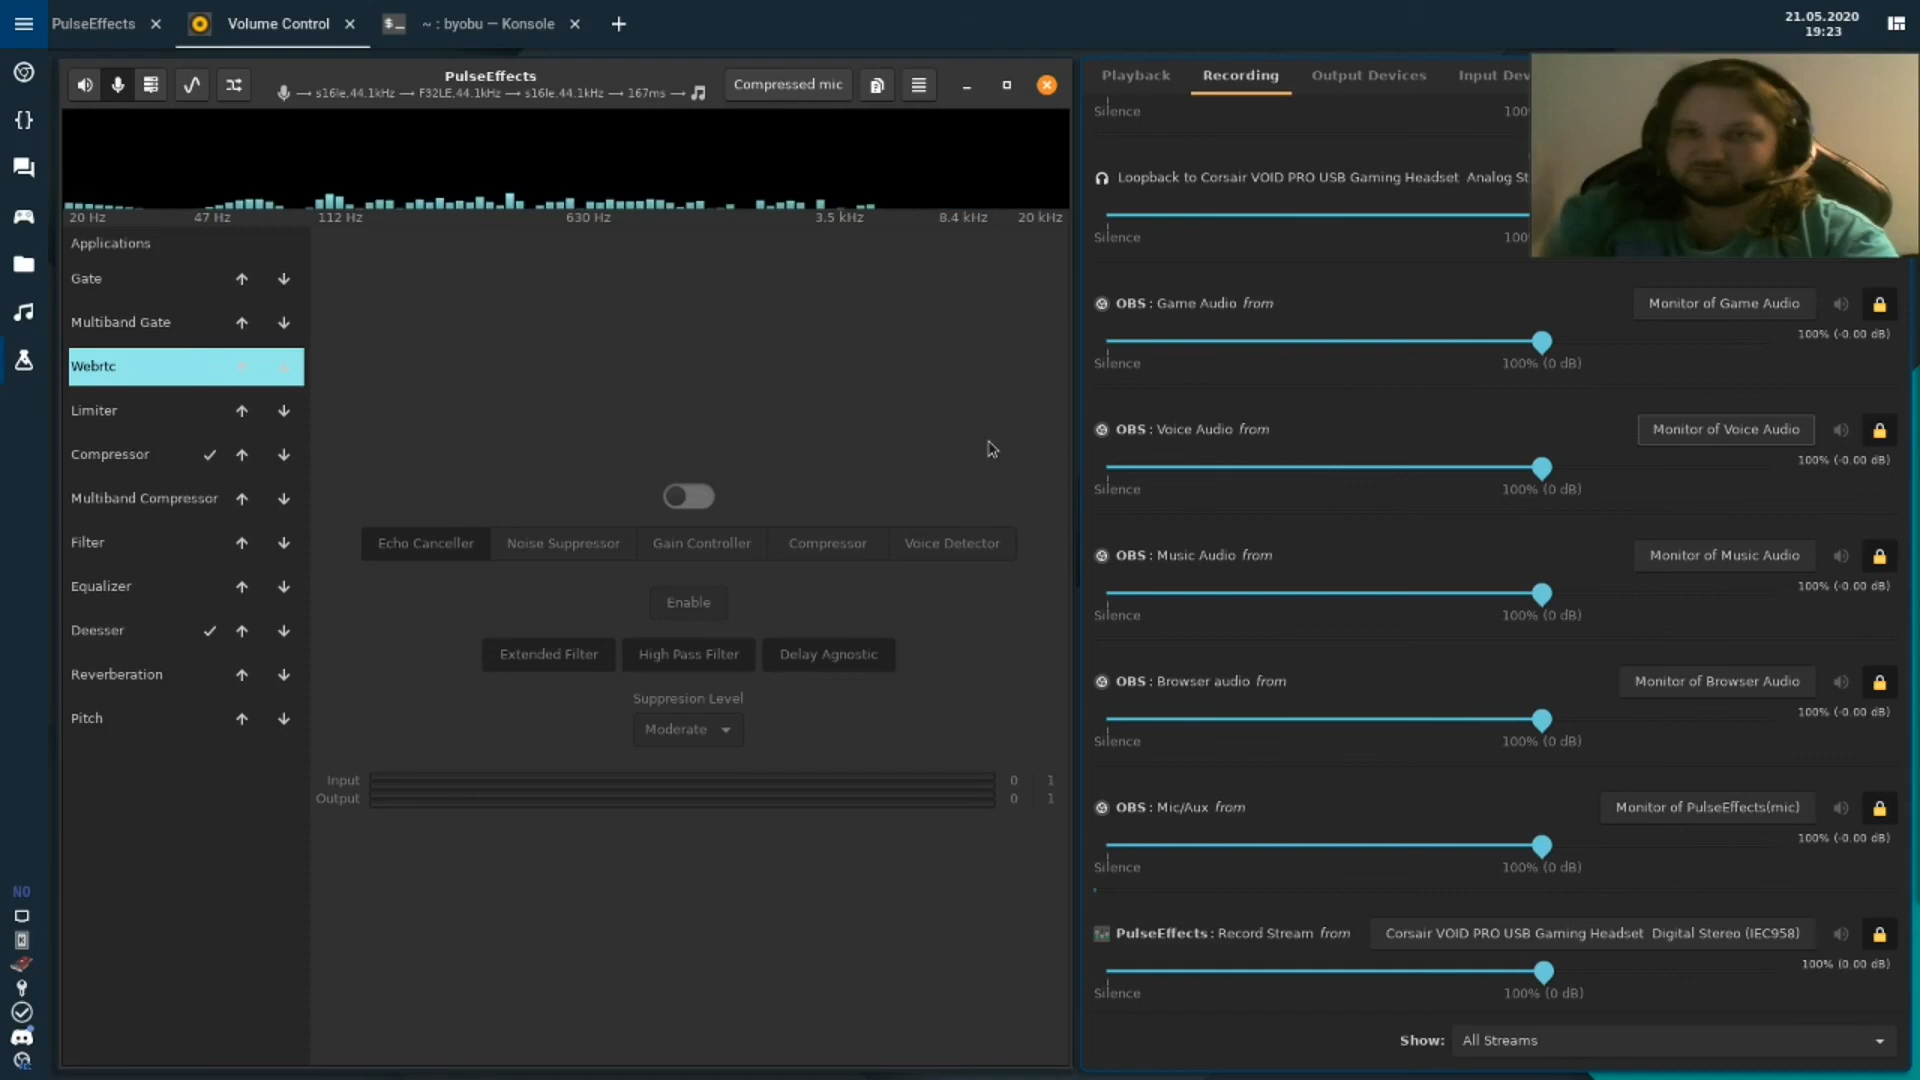 PulseEffects
Volume Control
~ : byobu — Konsole
21.05.2020
19:23
PulseEffects
s16le,44.1kHz → F32LE,44.1kHz → s16le,44.1kHz → 167ms →
Compressed mic
20 Hz 47 Hz 112 Hz 630 Hz 3.5 kHz 8.4 kHz 20 kHz
Applications
Gate
Multiband Gate
Webrtc
Limiter
Compressor
Multiband Compressor
Filter
Equalizer
Deesser
Reverberation
Pitch
Echo Canceller
Noise Suppressor
Gain Controller
Compressor
Voice Detector
Enable
Extended Filter
High Pass Filter
Delay Agnostic
Suppresion Level
Moderate
Input 0 1
Output 0 1
Playback Recording Output Devices Input Dev
Silence 100
Loopback to Corsair VOID PRO USB Gaming Headset Analog St
Silence 100
OBS : Game Audio from Monitor of Game Audio
100% (-0.00 dB)
Silence 100% (0 dB)
OBS : Voice Audio from Monitor of Voice Audio
100% (-0.00 dB)
Silence 100% (0 dB)
OBS : Music Audio from Monitor of Music Audio
100% (-0.00 dB)
Silence 100% (0 dB)
OBS : Browser audio from Monitor of Browser Audio
100% (-0.00 dB)
Silence 100% (0 dB)
OBS : Mic/Aux from Monitor of PulseEffects(mic)
100% (-0.00 dB)
Silence 100% (0 dB)
PulseEffects : Record Stream from Corsair VOID PRO USB Gaming Headset Digital Stereo (IEC958)
100% (0.00 dB)
Silence 100% (0 dB)
Show: All Streams
NO